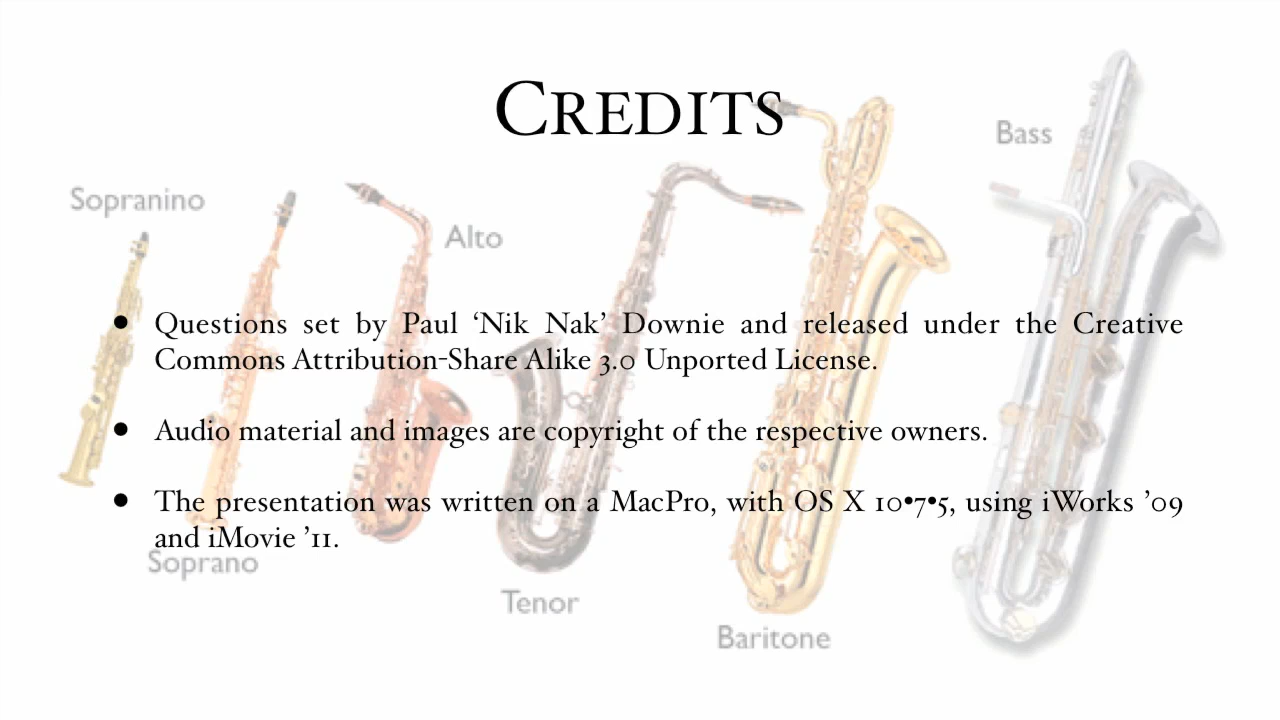 CREDITS
Bass
Sopranino
Alto
• Questions set by Paul ‘Nik Nak’ Downie and released under the Creative
Commons Attribution-Share Alike 3.0 Unported License.
• Audio material and images are copyright of the respective owners.
• The presentation was written on a MacPro, with OS X 10•7•5, using iWorks ’09
and iMovie ’11.
Soprano
Tenor
Baritone